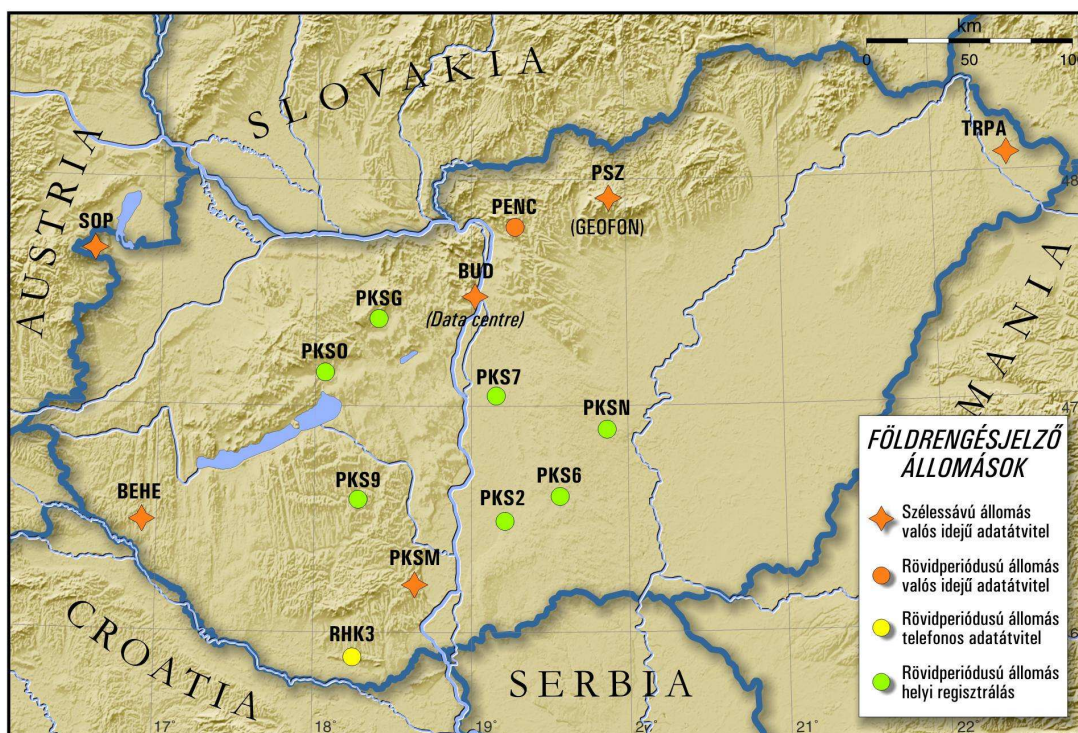 km
0 50 100
SLOVAKIA
AUSTRIA
TRPA
48
PSZ
(GEOFON)
PENC
SOP
BUD
(Data centre)
PKSG
PKSO
PKS7
PKSN
47
MANIA
BEHE
PKS9
PKS6
PKS2
PKSM
RHK3
CROATIA
SERBIA
FÖLDRENGÉSJELZŐ
ÁLLOMÁSOK
Szélessávú állomás
valós idejű adatátvitel
Rövidperiódusú állomás
valós idejű adatátvitel
Rövidperiódusú állomás
telefonos adatátvitel
Rövidperiódusú állomás
helyi regisztrálás
17° 18 19 20° 21° 22°